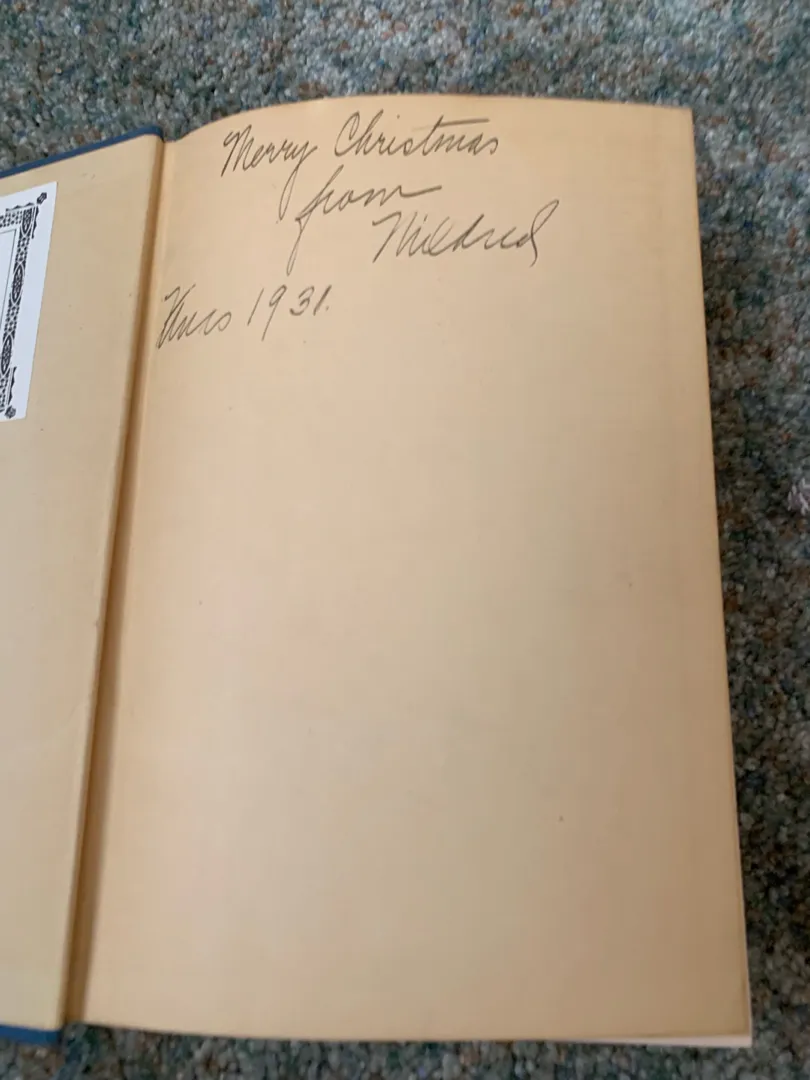 Merry Christmas
from
Mildred
Xmas 1931.